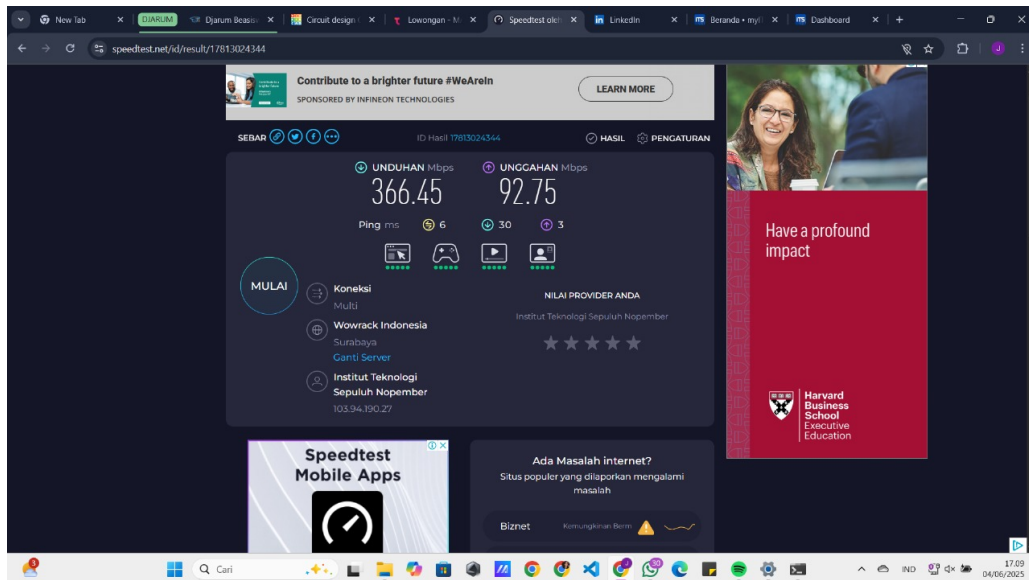 New Tab
DJARUM
Djarum Beasis
Circuit design
Lowongan - M
Speedtest oleh
LinkedIn
Beranda • myI
Dashboard
speedtest.net/id/result/17813024344
Contribute to a brighter future #WeAreIn
SPONSORED BY INFINEON TECHNOLOGIES
LEARN MORE
SEBAR
ID Hasil 17813024344
HASIL
PENGATURAN
UNDUHAN Mbps
366.45
UNGGAHAN Mbps
92.75
Ping ms 6 30 3
MULAI
Koneksi
Multi
Wowrack Indonesia
Surabaya
Ganti Server
Institut Teknologi
Sepuluh Nopember
103.94.190.27
NILAI PROVIDER ANDA
Institut Teknologi Sepuluh Nopember
Have a profound
impact
Harvard
Business
School
Executive
Education
Speedtest
Mobile Apps
Ada Masalah internet?
Situs populer yang dilaporkan mengalami
masalah
Biznet
Kemungkinan Berm
Cari
IND
17.09
04/06/2025